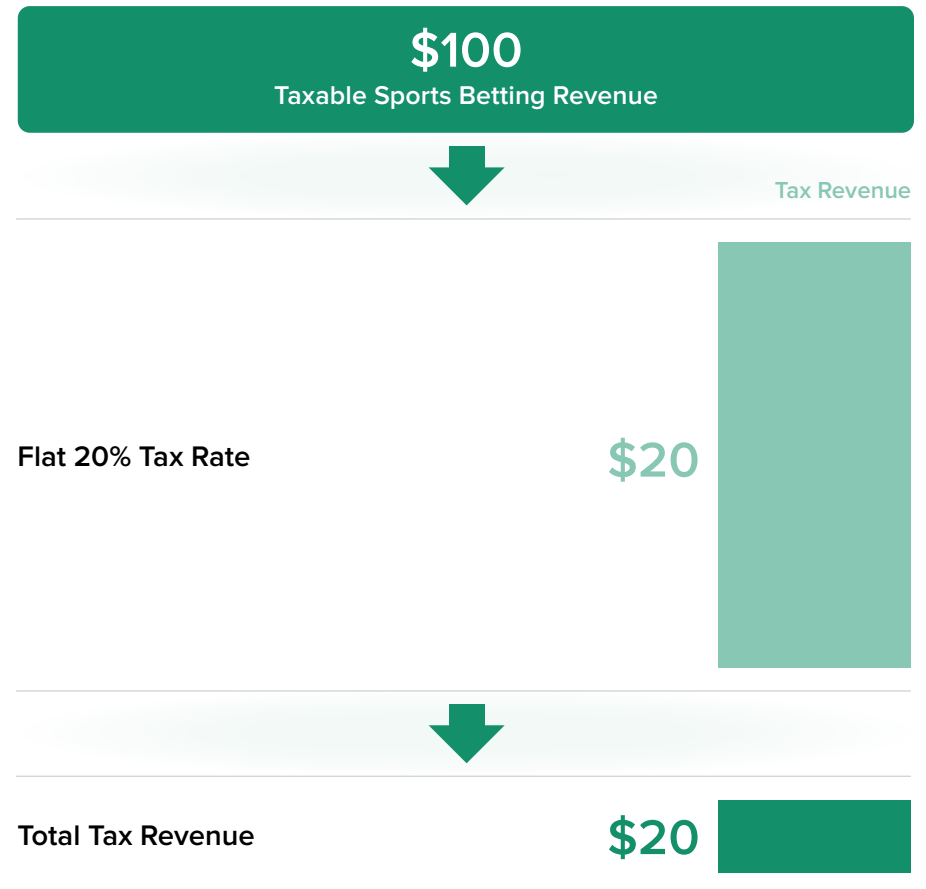 $100
Taxable Sports Betting Revenue
Tax Revenue
Flat 20% Tax Rate
$20
Total Tax Revenue
$20